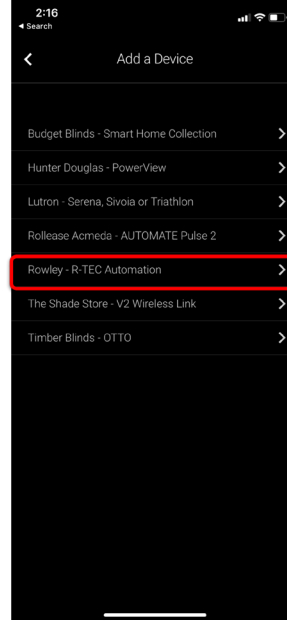 2:16
◄ Search
Add a Device
Budget Blinds - Smart Home Collection
Hunter Douglas - PowerView
Lutron - Serena, Sivoia or Triathlon
Rollease Acmeda - AUTOMATE Pulse 2
Rowley - R-TEC Automation
The Shade Store - V2 Wireless Link
Timber Blinds - OTTO